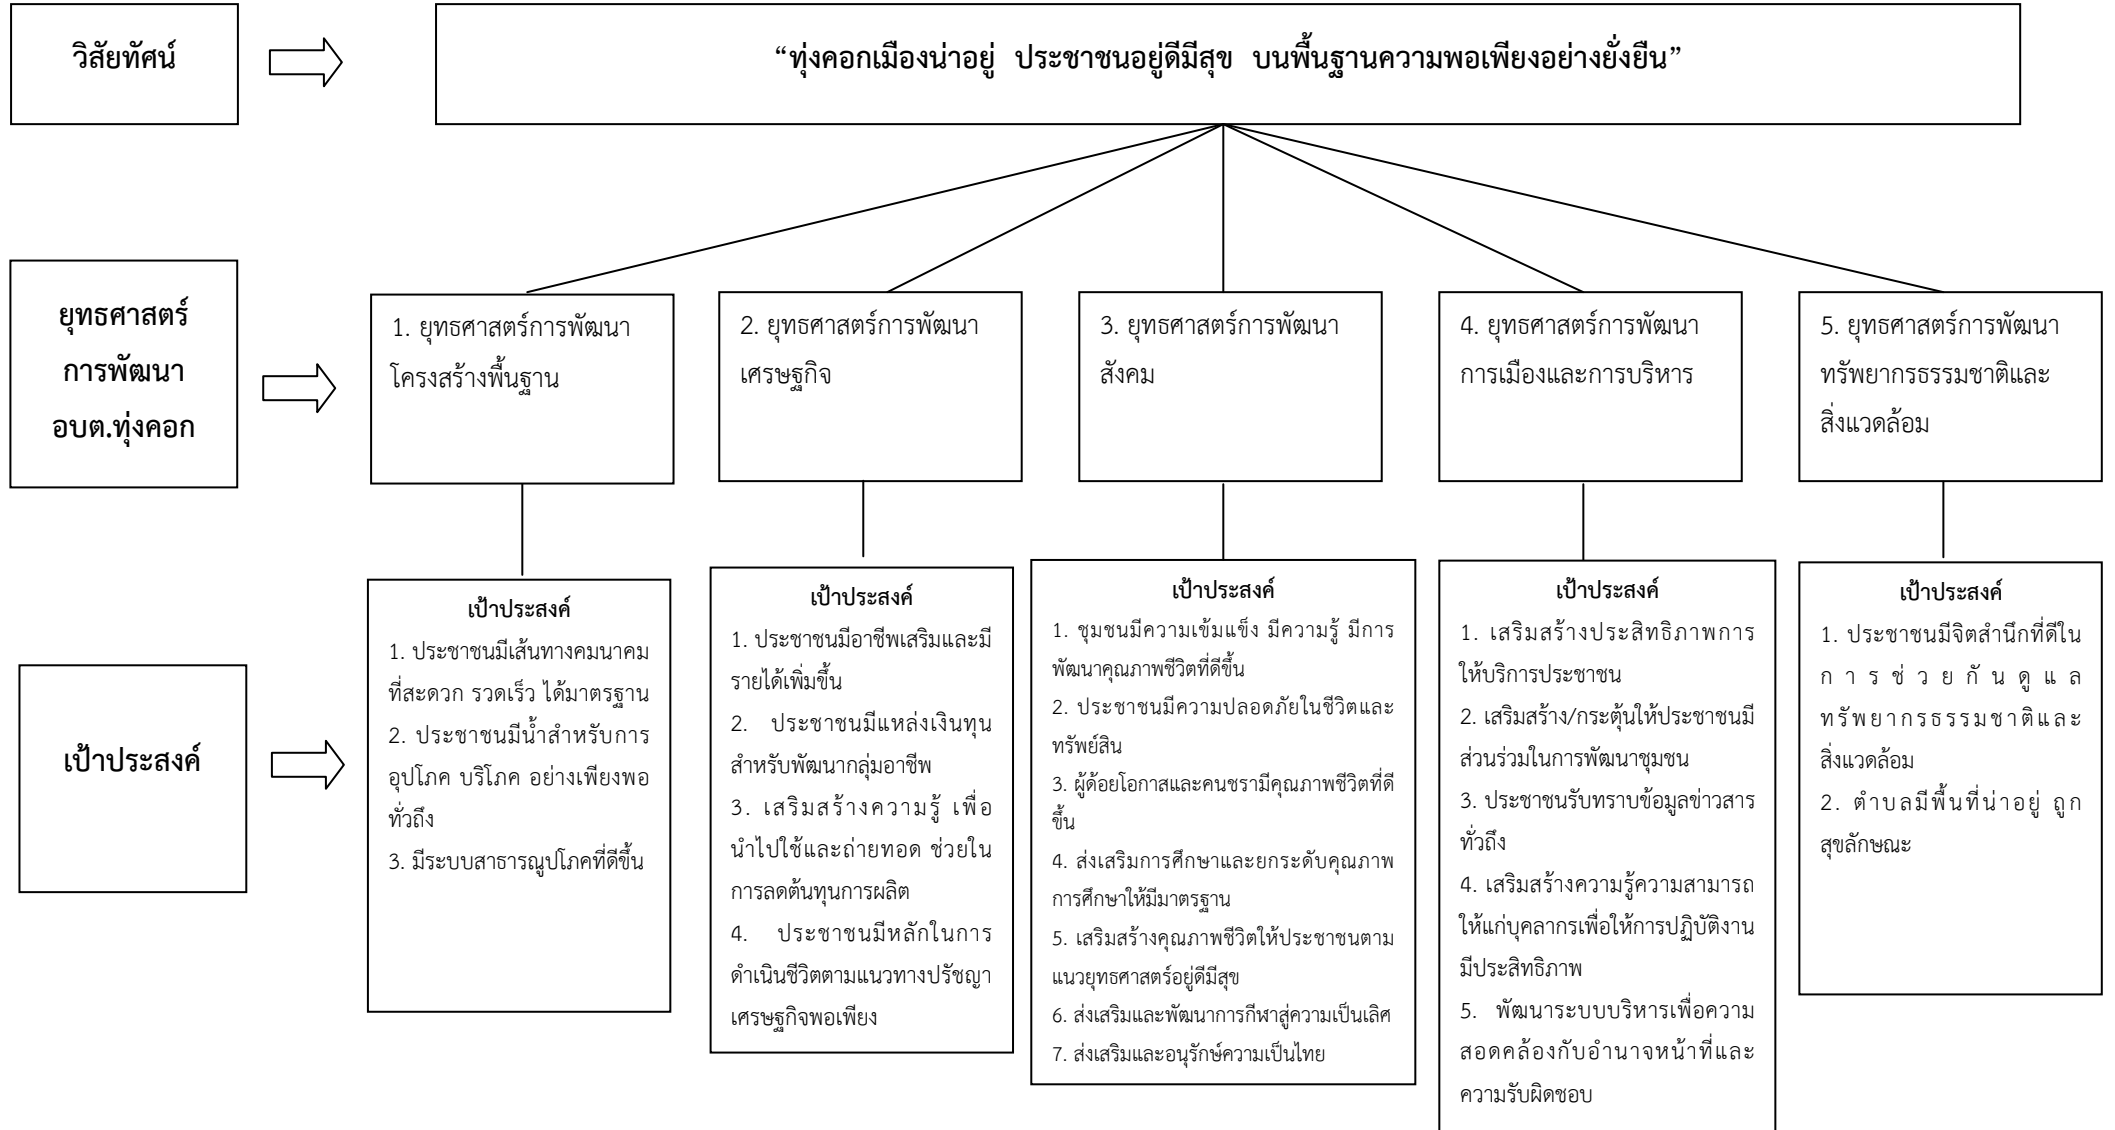 วิสัยทัศน์
“ทุ่งคอกเมืองน่าอยู่ ประชาชนอยู่ดีมีสุข บนพื้นฐานความพอเพียงอย่างยั่งยืน”
ยุทธศาสตร์
การพัฒนา
อบต.ทุ่งคอก
1. ยุทธศาสตร์การพัฒนา
โครงสร้างพื้นฐาน
2. ยุทธศาสตร์การพัฒนา
เศรษฐกิจ
3. ยุทธศาสตร์การพัฒนา
สังคม
4. ยุทธศาสตร์การพัฒนา
การเมืองและการบริหาร
5. ยุทธศาสตร์การพัฒนา
ทรัพยากรธรรมชาติและ
สิ่งแวดล้อม
เป้าประสงค์
เป้าประสงค์
1. ประชาชนมีเส้นทางคมนาคม
ที่สะดวก รวดเร็ว ได้มาตรฐาน
2. ประชาชนมีน้ำสำหรับการ
อุปโภค บริโภค อย่างเพียงพอ
ทั่วถึง
3. มีระบบสาธารณูปโภคที่ดีขึ้น
เป้าประสงค์
1. ประชาชนมีอาชีพเสริมและมี
รายได้เพิ่มขึ้น
2. ประชาชนมีแหล่งเงินทุน
สำหรับพัฒนากลุ่มอาชีพ
3. เสริมสร้างความรู้ เพื่อ
นำไปใช้และถ่ายทอด ช่วยใน
การลดต้นทุนการผลิต
4. ประชาชนมีหลักในการ
ดำเนินชีวิตตามแนวทางปรัชญา
เศรษฐกิจพอเพียง
เป้าประสงค์
1. ชุมชนมีความเข้มแข็ง มีความรู้ มีการ
พัฒนาคุณภาพชีวิตที่ดีขึ้น
2. ประชาชนมีความปลอดภัยในชีวิตและ
ทรัพย์สิน
3. ผู้ด้อยโอกาสและคนชรามีคุณภาพชีวิตที่ดี
ขึ้น
4. ส่งเสริมการศึกษาและยกระดับคุณภาพ
การศึกษาให้มีมาตรฐาน
5. เสริมสร้างคุณภาพชีวิตให้ประชาชนตาม
แนวยุทธศาสตร์อยู่ดีมีสุข
6. ส่งเสริมและพัฒนาการกีฬาสู่ความเป็นเลิศ
7. ส่งเสริมและอนุรักษ์ความเป็นไทย
เป้าประสงค์
1. เสริมสร้างประสิทธิภาพการ
ให้บริการประชาชน
2. เสริมสร้าง/กระตุ้นให้ประชาชนมี
ส่วนร่วมในการพัฒนาชุมชน
3. ประชาชนรับทราบข้อมูลข่าวสาร
ทั่วถึง
4. เสริมสร้างความรู้ความสามารถ
ให้แก่บุคลากรเพื่อให้การปฏิบัติงาน
มีประสิทธิภาพ
5. พัฒนาระบบบริหารเพื่อความ
สอดคล้องกับอำนาจหน้าที่และ
ความรับผิดชอบ
เป้าประสงค์
1. ประชาชนมีจิตสำนึกที่ดีใน
การช่วยกันดูแล
ทรัพยากรธรรมชาติและ
สิ่งแวดล้อม
2. ตำบลมีพื้นที่น่าอยู่ ถูก
สุขลักษณะ